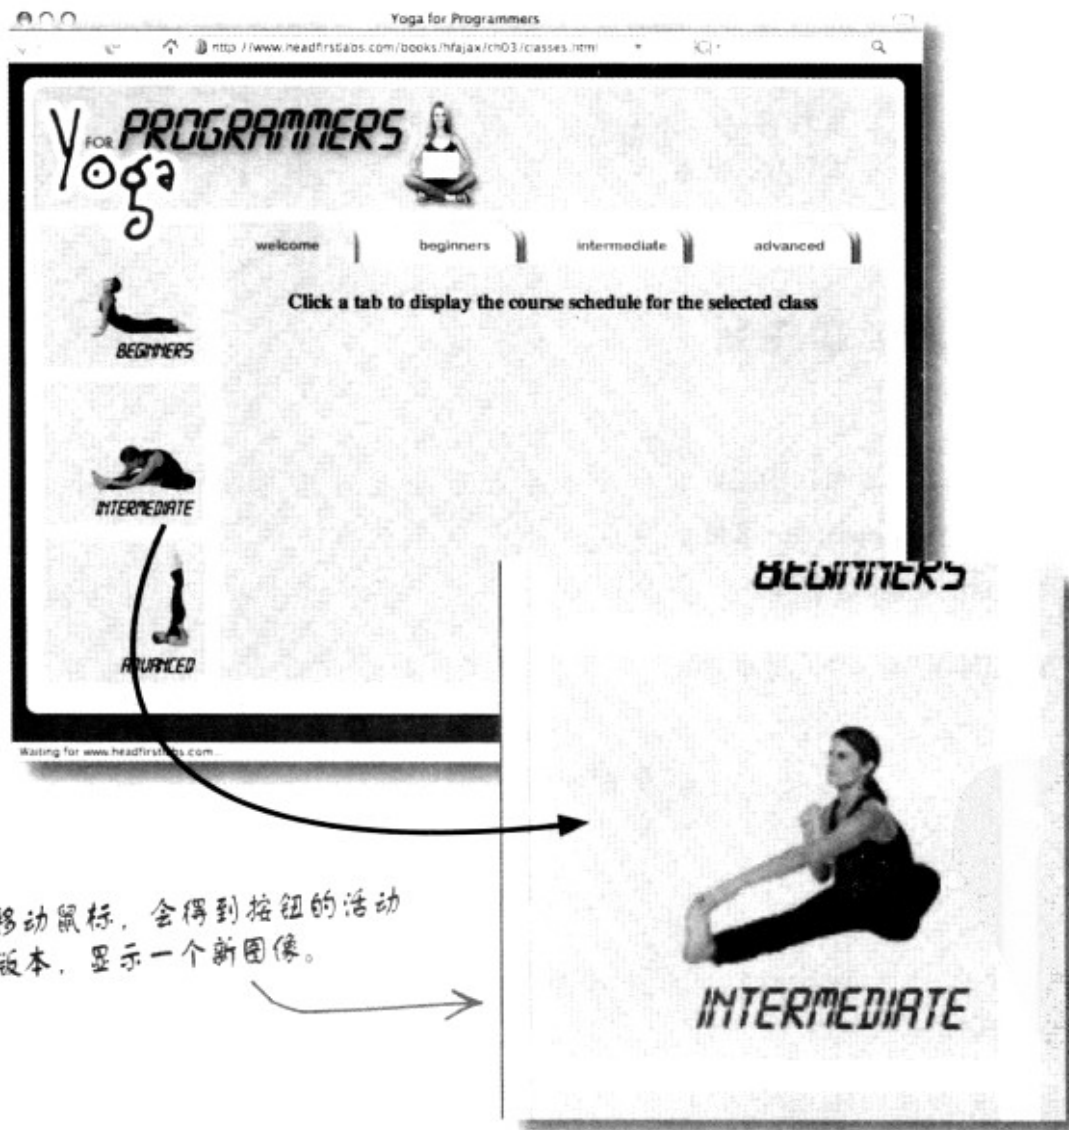 Yoga for Programmers
http://www.headfirstlabs.com/books/hfajax/ch03/classes.html
Yoga FOR PROGRAMMERS
welcome beginners intermediate advanced
Click a tab to display the course schedule for the selected class
BEGINNERS
INTERMEDIATE
ADVANCED
Waiting for www.headfirstlabs.com...
BEGINNERS
移动鼠标，会得到按钮的活动
版本，显示一个新图像。
INTERMEDIATE